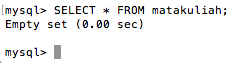 [mysql> SELECT * FROM matakuliah;
Empty set (0.00 sec)
mysql>